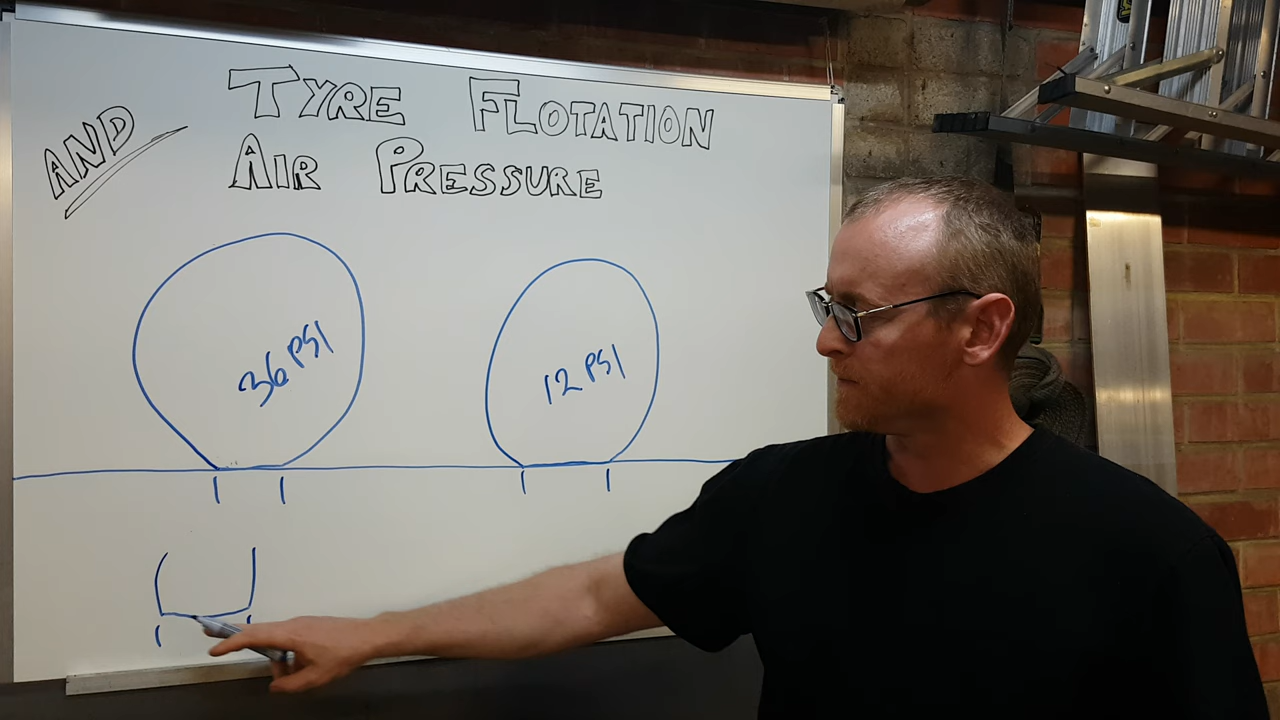 TYRE FLOTATION
AND AIR PRESSURE
36 PSI
12 PSI